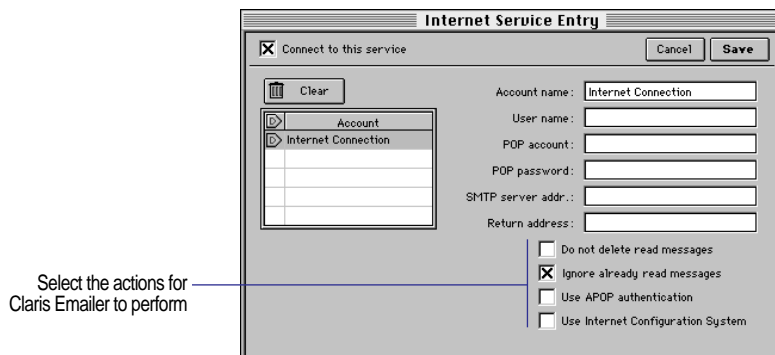 Internet Service Entry
Connect to this service
Cancel
Save
Clear
D Account
D Internet Connection
Account name: Internet Connection
User name:
POP account:
POP password:
SMTP server addr.:
Return address:
Do not delete read messages
Ignore already read messages
Use APOP authentication
Use Internet Configuration System
Select the actions for
Claris Emailer to perform